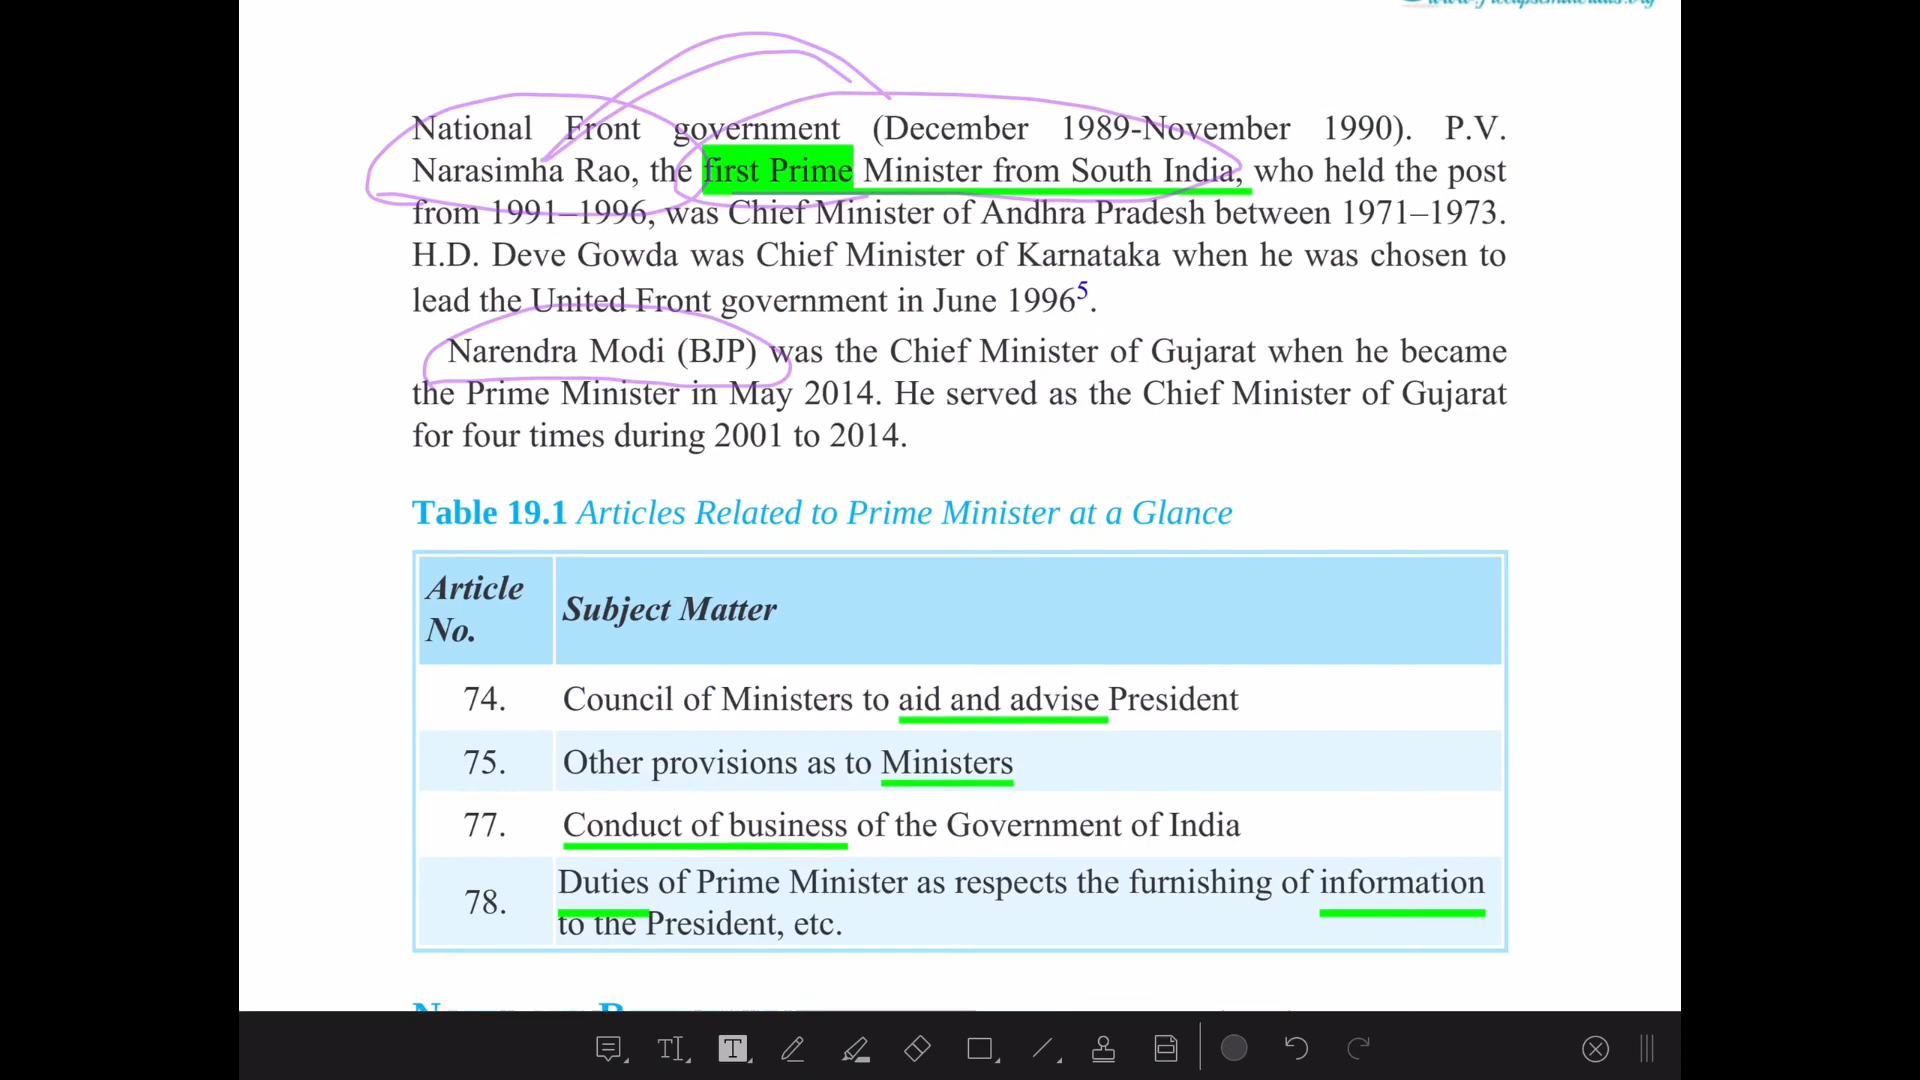 National Front government (December 1989-November 1990). P.V.
Narasimha Rao, the first Prime Minister from South India, who held the post
from 1991–1996, was Chief Minister of Andhra Pradesh between 1971–1973.
H.D. Deve Gowda was Chief Minister of Karnataka when he was chosen to
lead the United Front government in June 1996⁵.
Narendra Modi (BJP) was the Chief Minister of Gujarat when he became
the Prime Minister in May 2014. He served as the Chief Minister of Gujarat
for four times during 2001 to 2014.
Table 19.1 Articles Related to Prime Minister at a Glance
Article No. Subject Matter
74. Council of Ministers to aid and advise President
75. Other provisions as to Ministers
77. Conduct of business of the Government of India
78. Duties of Prime Minister as respects the furnishing of information
to the President, etc.